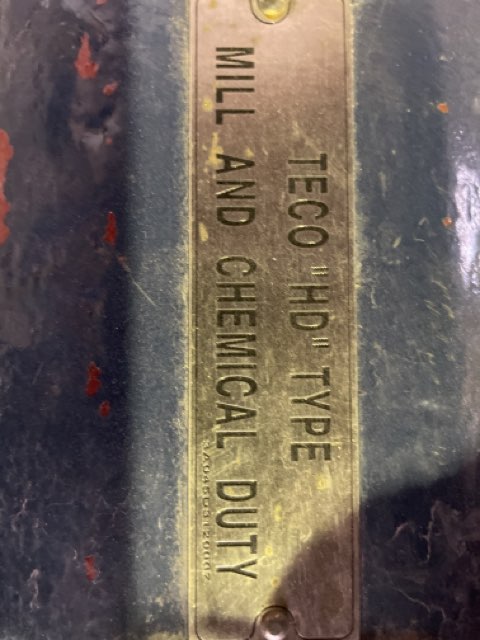 TECO "HD" TYPE
MILL AND CHEMICAL DUTY